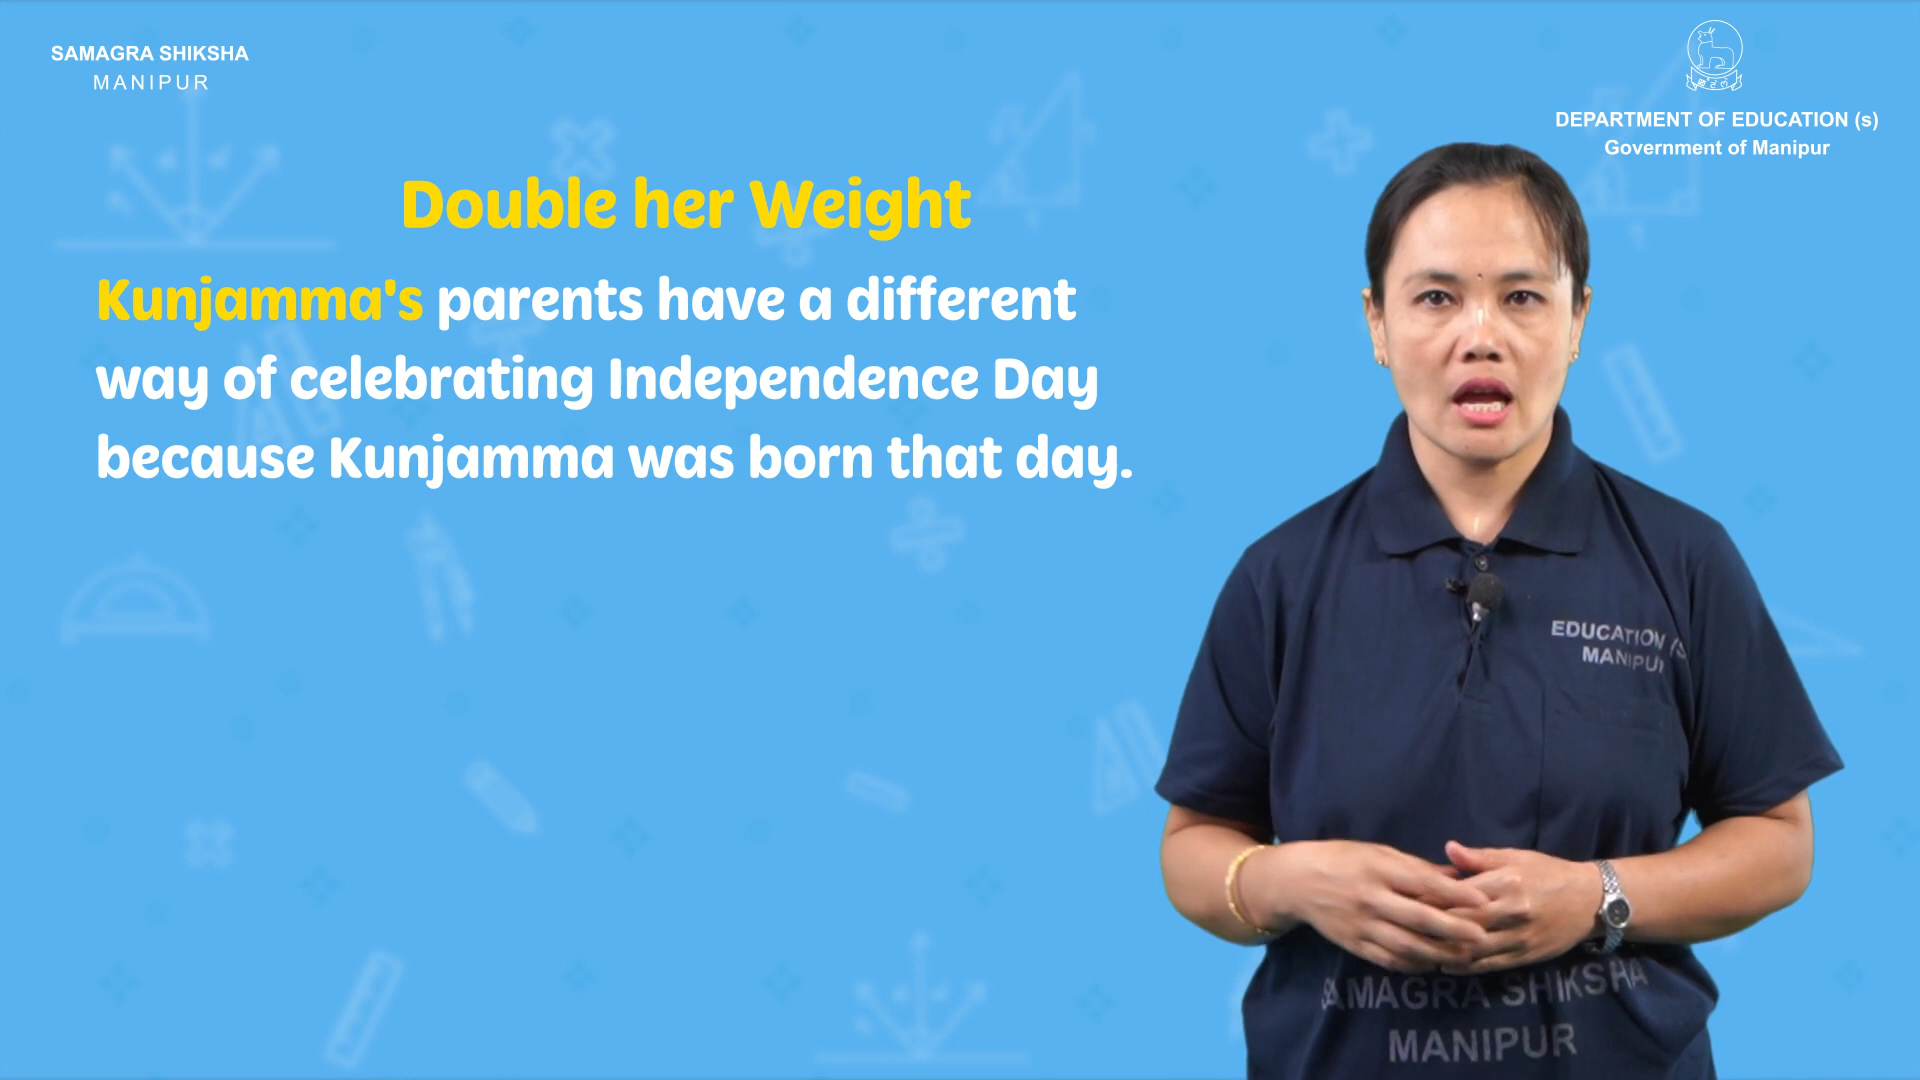 SAMAGRA SHIKSHA
MANIPUR
DEPARTMENT OF EDUCATION (s)
Government of Manipur
Double her Weight
Kunjamma's parents have a different
way of celebrating Independence Day
because Kunjamma was born that day.
EDUCATION (S
MANIPUR
SAMAGRA SHIKSHA
MANIPUR